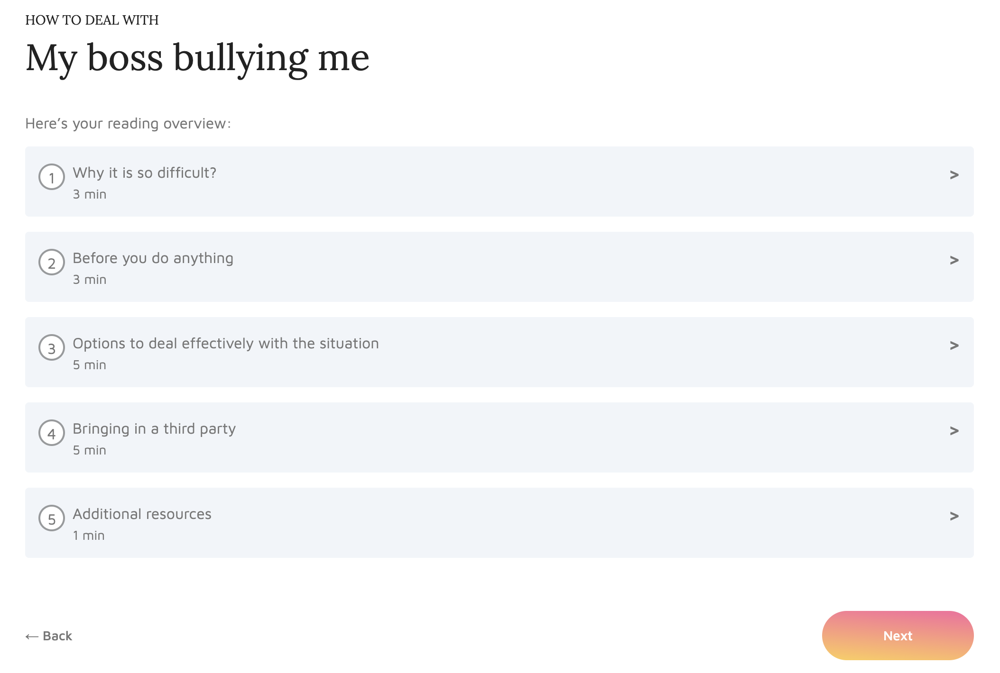 HOW TO DEAL WITH
My boss bullying me
Here’s your reading overview:
1
Why it is so difficult?
>
3 min
2
Before you do anything
>
3 min
3
Options to deal effectively with the situation
>
5 min
4
Bringing in a third party
>
5 min
5
Additional resources
>
1 min
← Back
Next